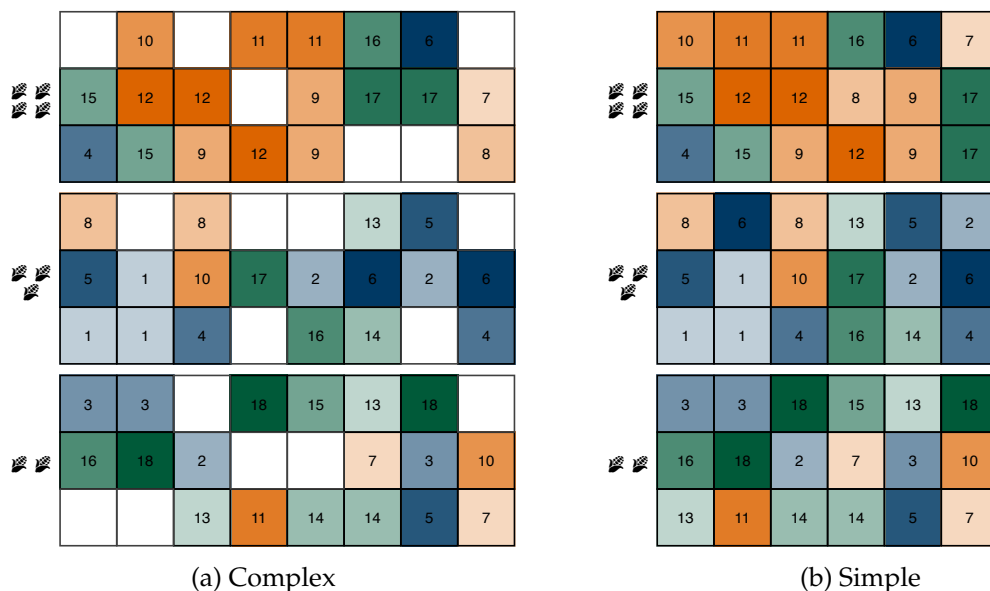 10 11 11 16 6
15 12 12 9 17 17 7
4 15 9 12 9 8
8 8 13 5
5 1 10 17 2 6 2 6
1 1 4 16 14 4
3 3 18 15 13 18
16 18 2 7 3 10
13 11 14 14 5 7
(a) Complex
10 11 11 16 6 7
15 12 12 8 9 17
4 15 9 12 9 17
8 6 8 13 5 2
5 1 10 17 2 6
1 1 4 16 14 4
3 3 18 15 13 18
16 18 2 7 3 10
13 11 14 14 5 7
(b) Simple